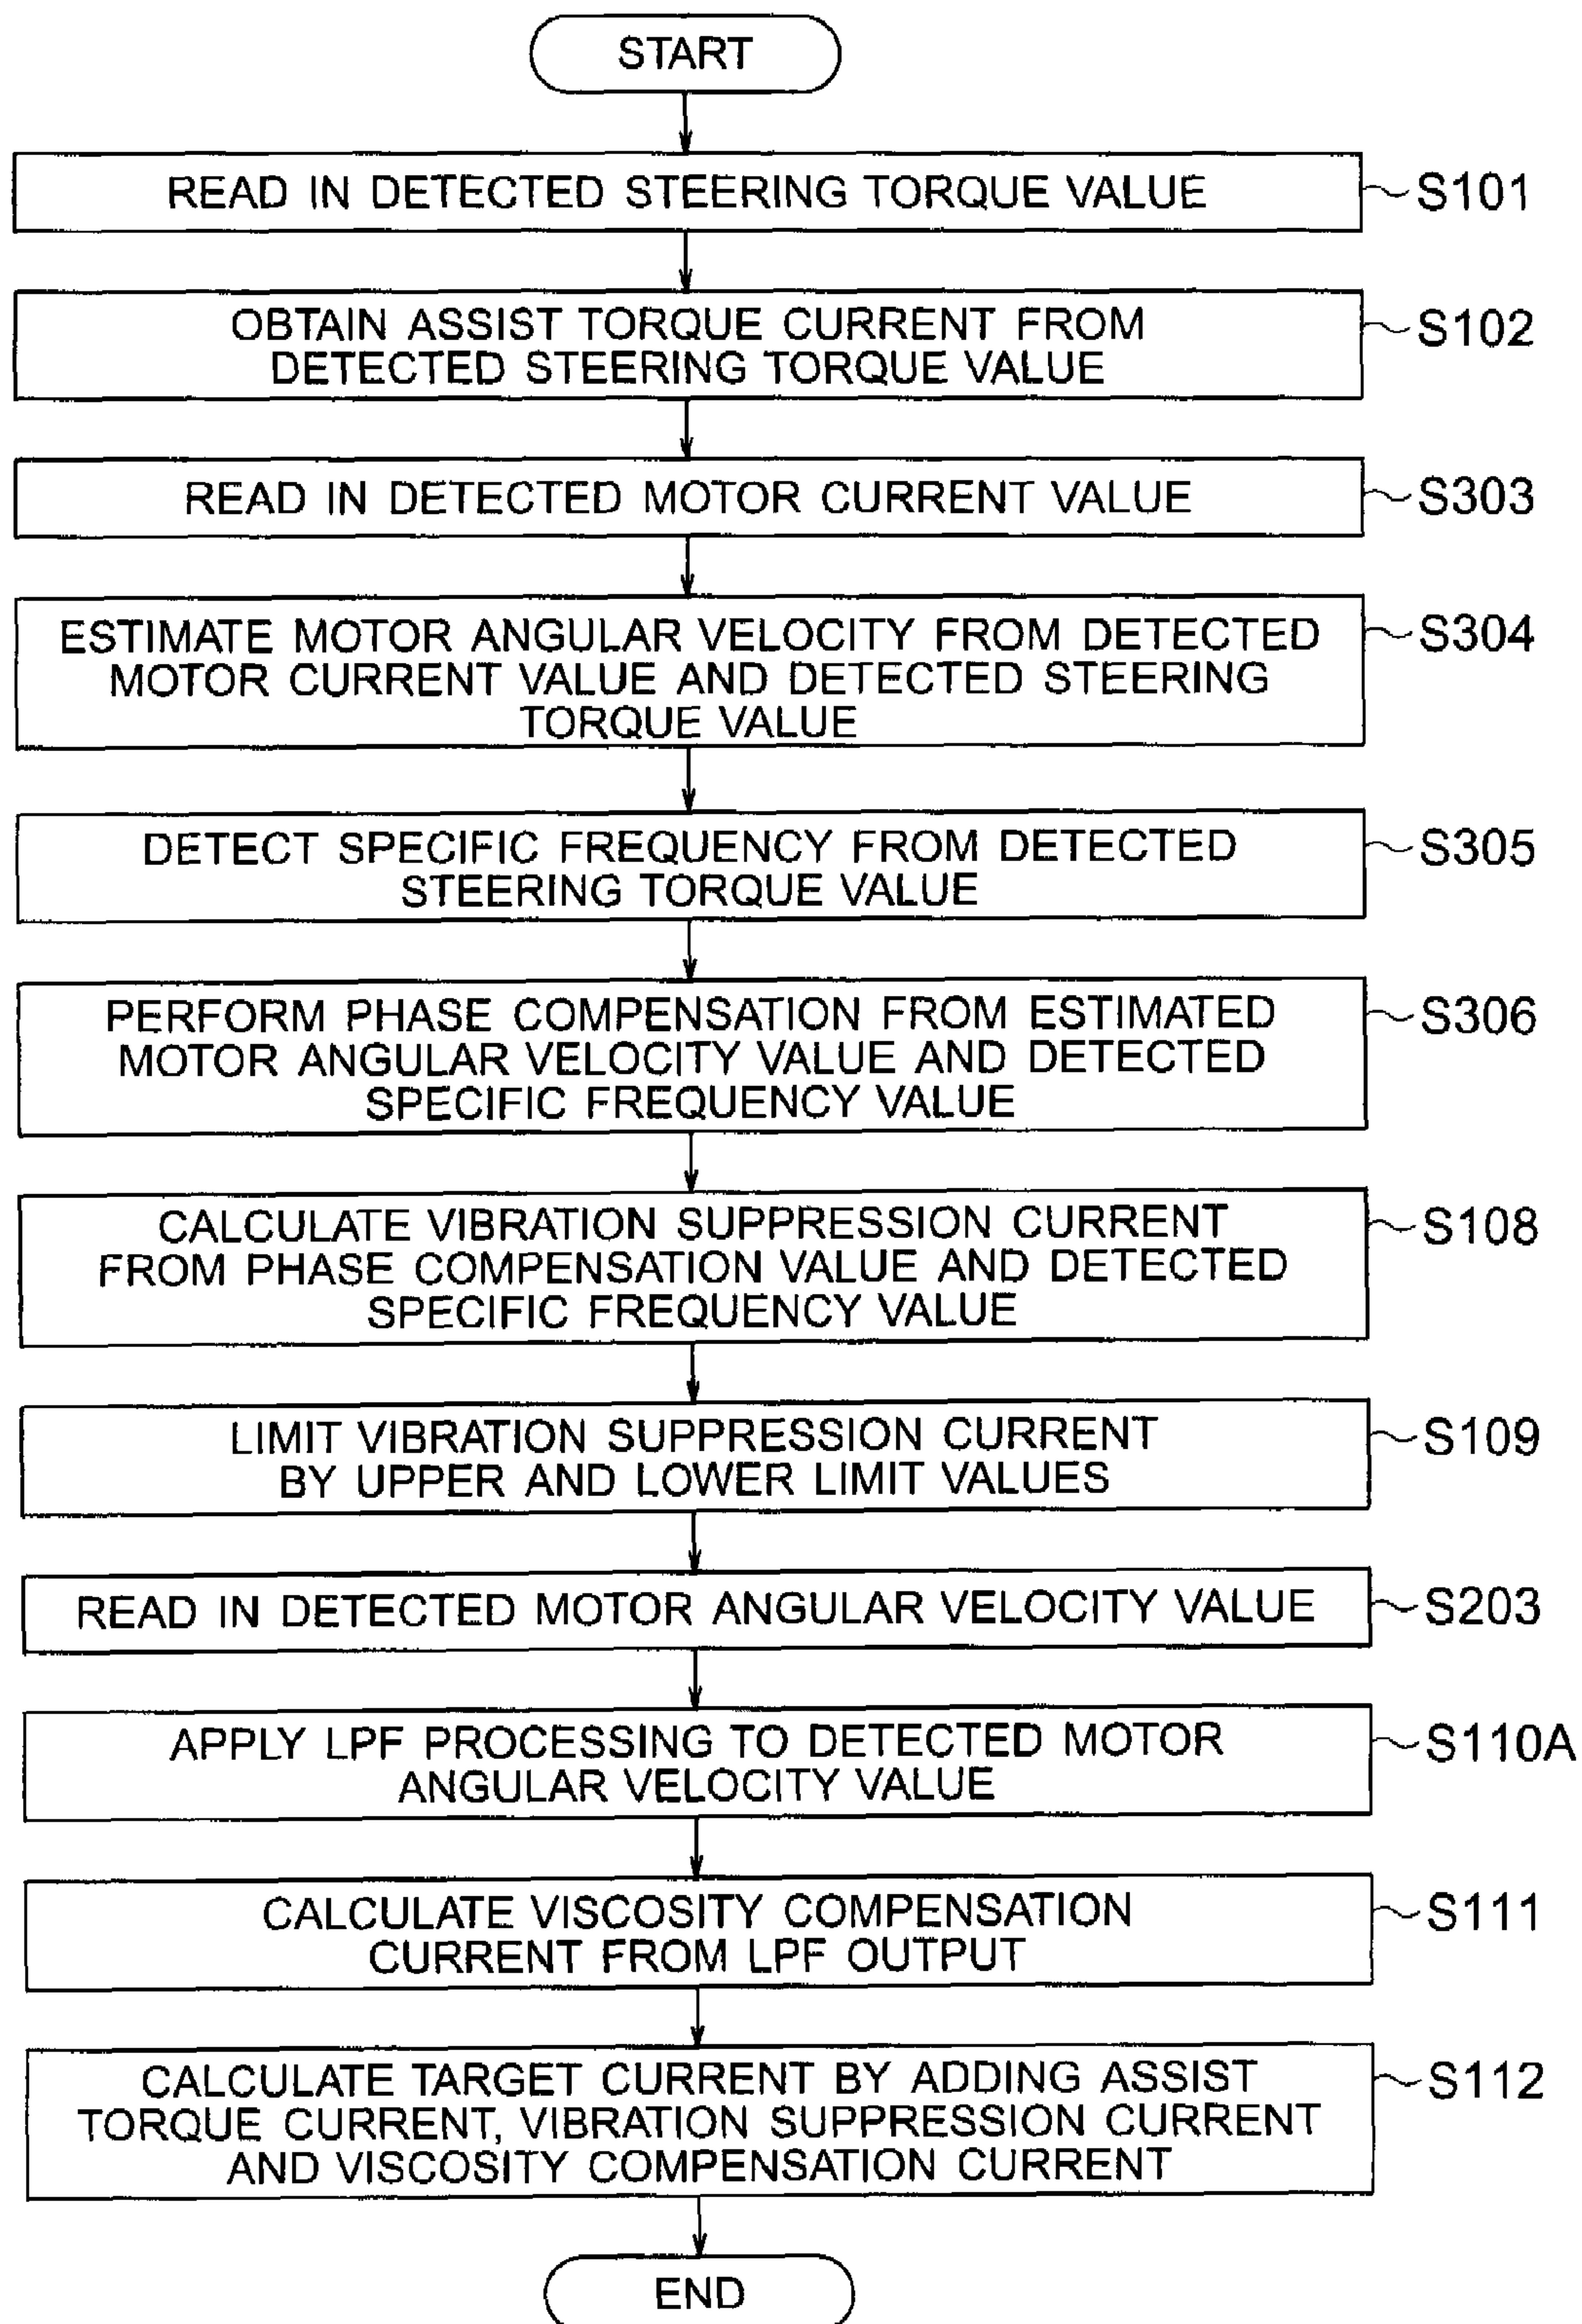 START
READ IN DETECTED STEERING TORQUE VALUE
S101
OBTAIN ASSIST TORQUE CURRENT FROM
DETECTED STEERING TORQUE VALUE
S102
READ IN DETECTED MOTOR CURRENT VALUE
S303
ESTIMATE MOTOR ANGULAR VELOCITY FROM DETECTED
MOTOR CURRENT VALUE AND DETECTED STEERING
TORQUE VALUE
S304
DETECT SPECIFIC FREQUENCY FROM DETECTED
STEERING TORQUE VALUE
S305
PERFORM PHASE COMPENSATION FROM ESTIMATED
MOTOR ANGULAR VELOCITY VALUE AND DETECTED
SPECIFIC FREQUENCY VALUE
S306
CALCULATE VIBRATION SUPPRESSION CURRENT
FROM PHASE COMPENSATION VALUE AND DETECTED
SPECIFIC FREQUENCY VALUE
S108
LIMIT VIBRATION SUPPRESSION CURRENT
BY UPPER AND LOWER LIMIT VALUES
S109
READ IN DETECTED MOTOR ANGULAR VELOCITY VALUE
S203
APPLY LPF PROCESSING TO DETECTED MOTOR
ANGULAR VELOCITY VALUE
S110A
CALCULATE VISCOSITY COMPENSATION
CURRENT FROM LPF OUTPUT
S111
CALCULATE TARGET CURRENT BY ADDING ASSIST
TORQUE CURRENT, VIBRATION SUPPRESSION CURRENT
AND VISCOSITY COMPENSATION CURRENT
S112
END